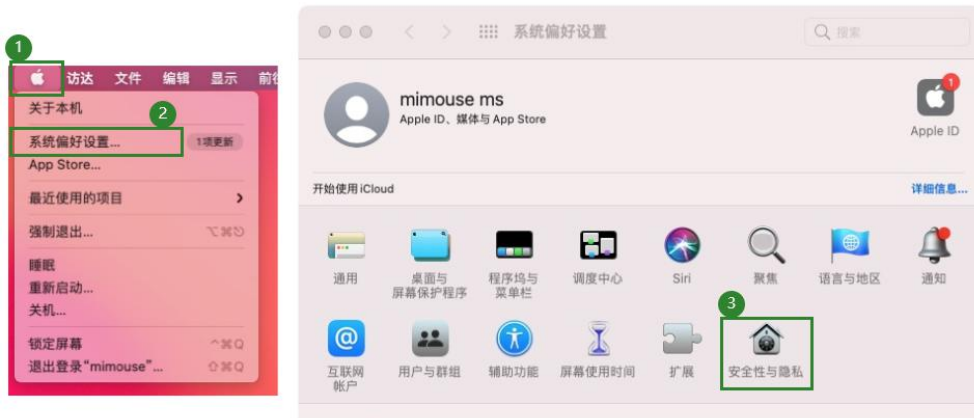 1
访达 文件 编辑 显示 前往
关于本机
2
系统偏好设置... 1项更新
App Store...
最近使用的项目
强制退出... ⌥⌘⎋
睡眠
重新启动...
关机...
锁定屏幕 ^⌘Q
退出登录“mimouse”... ⇧⌘Q
系统偏好设置
搜索
mimouse ms
Apple ID、媒体与 App Store
1
Apple ID
开始使用 iCloud
详细信息...
通用
桌面与
屏幕保护程序
程序坞与
菜单栏
调度中心
Siri
聚焦
语言与地区
通知
3
互联网
帐户
用户与群组
辅助功能
屏幕使用时间
扩展
安全性与隐私